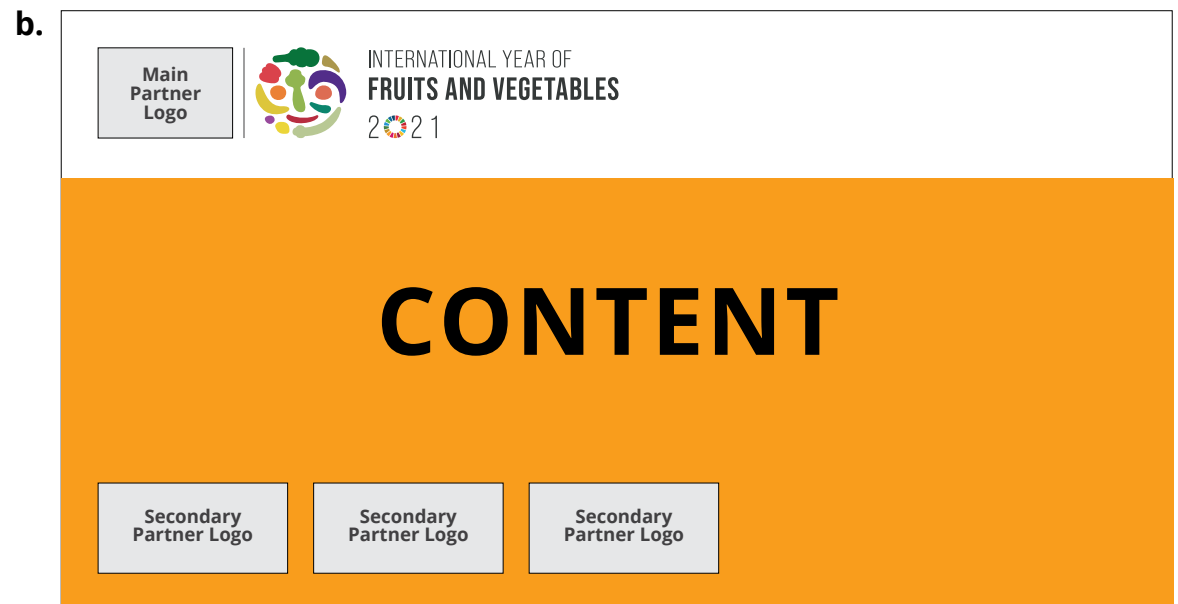 b.
Main
Partner
Logo
INTERNATIONAL YEAR OF
FRUITS AND VEGETABLES
2021
CONTENT
Secondary
Partner Logo
Secondary
Partner Logo
Secondary
Partner Logo